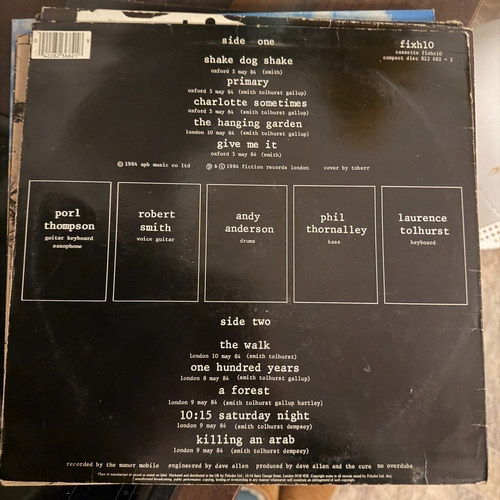 side one
fixh10
cassette fixhc10
compact disc 823 682 - 2
shake dog shake
oxford 5 may 84 (smith)
primary
oxford 5 may 84 (smith tolhurst gallup)
charlotte sometimes
oxford 5 may 84 (smith tolhurst gallup)
the hanging garden
london 10 may 84 (smith tolhurst gallup)
give me it
oxford 5 may 84 (smith)
© 1984 apb music co ltd ℗ & © 1984 fiction records london cover by toberr
porl
thompson
guitar keyboard
saxophone
robert
smith
voice guitar
andy
anderson
drums
phil
thornalley
bass
laurence
tolhurst
keyboard
side two
the walk
london 10 may 84 (smith tolhurst)
one hundred years
london 8 may 84 (smith tolhurst gallup)
a forest
london 9 may 84 (smith tolhurst gallup hartley)
10:15 saturday night
london 9 may 84 (smith tolhurst dempsey)
killing an arab
london 9 may 84 (smith tolhurst dempsey)
recorded by the manor mobile engineered by dave allen produced by dave allen and the cure no overdubs